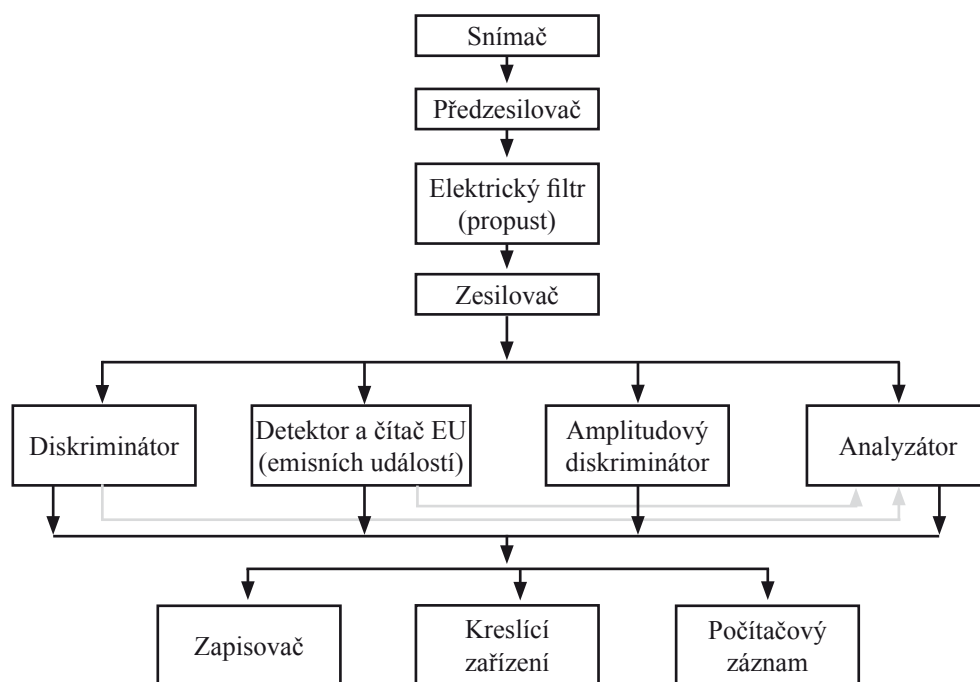 Snímač
Předzesilovač
Elektrický filtr
(propust)
Zesilovač
Diskriminátor
Detektor a čítač EU
(emisních událostí)
Amplitudový
diskriminátor
Analyzátor
Zapisovač
Kreslící
zařízení
Počítačový
záznam